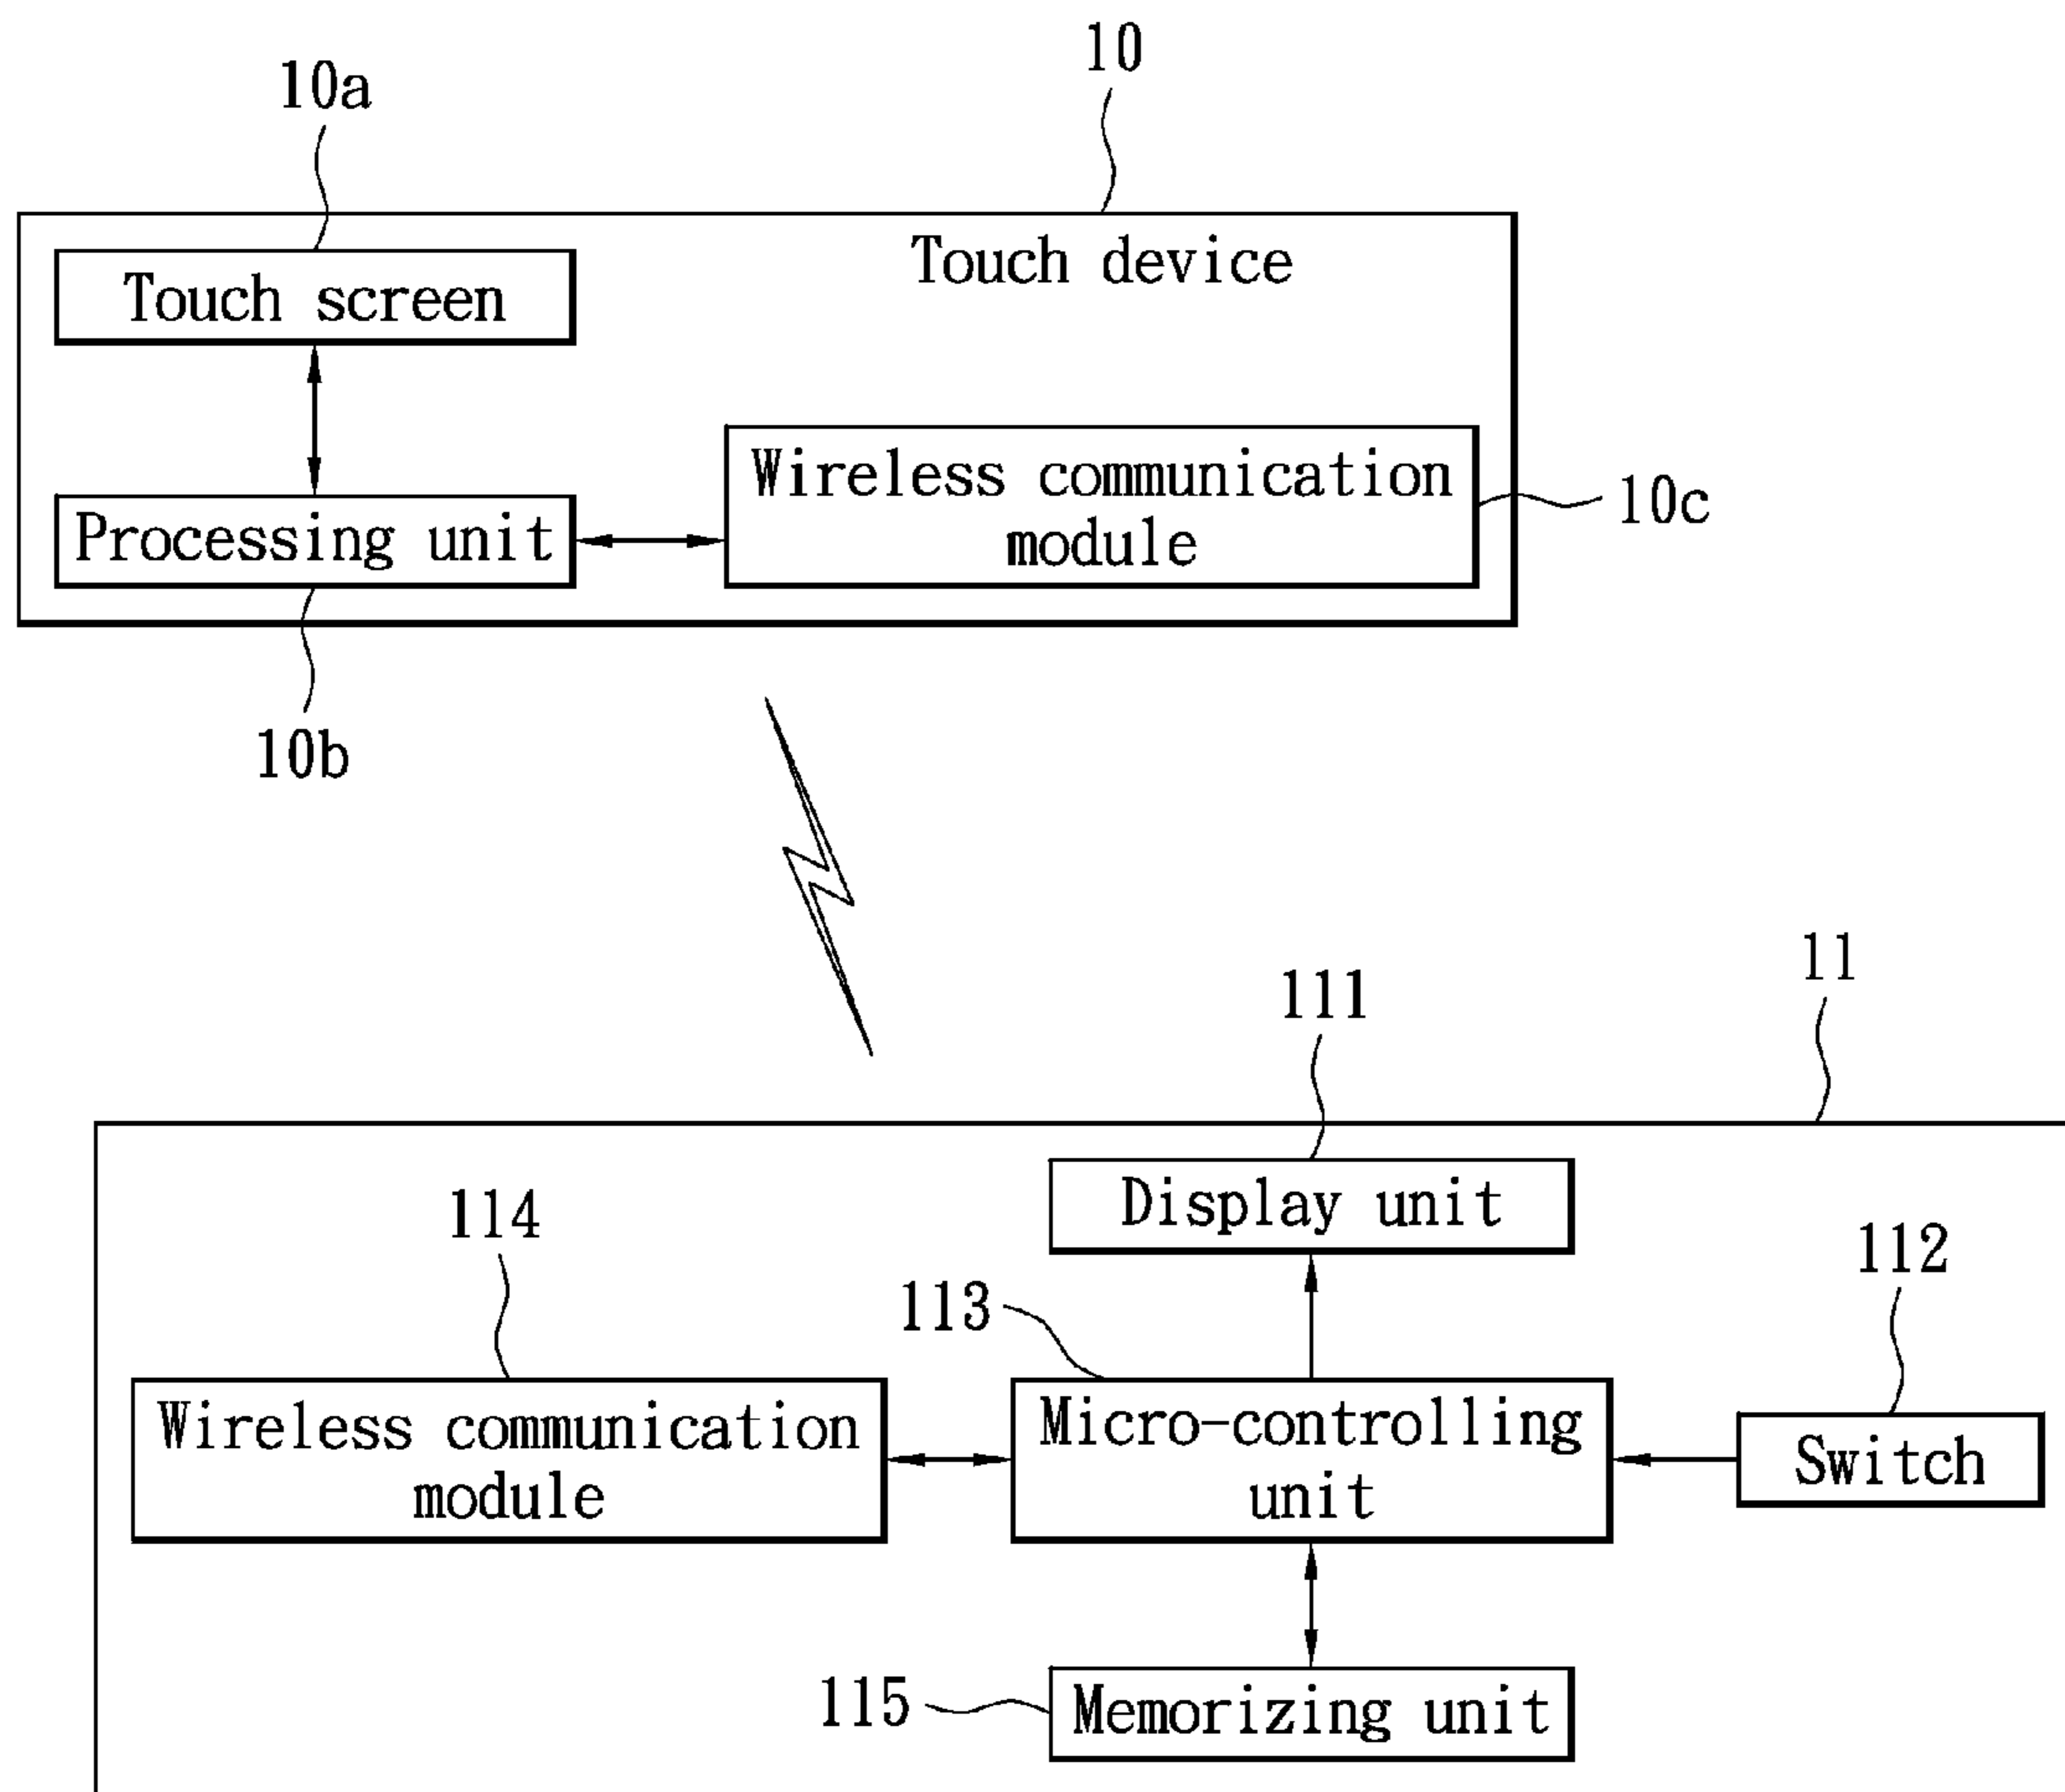 10
10a
Touch device
Touch screen
Wireless communication
module
10c
Processing unit
10b
11
111
Display unit
114
112
113
Wireless communication
module
Micro-controlling
unit
Switch
115
Memorizing unit